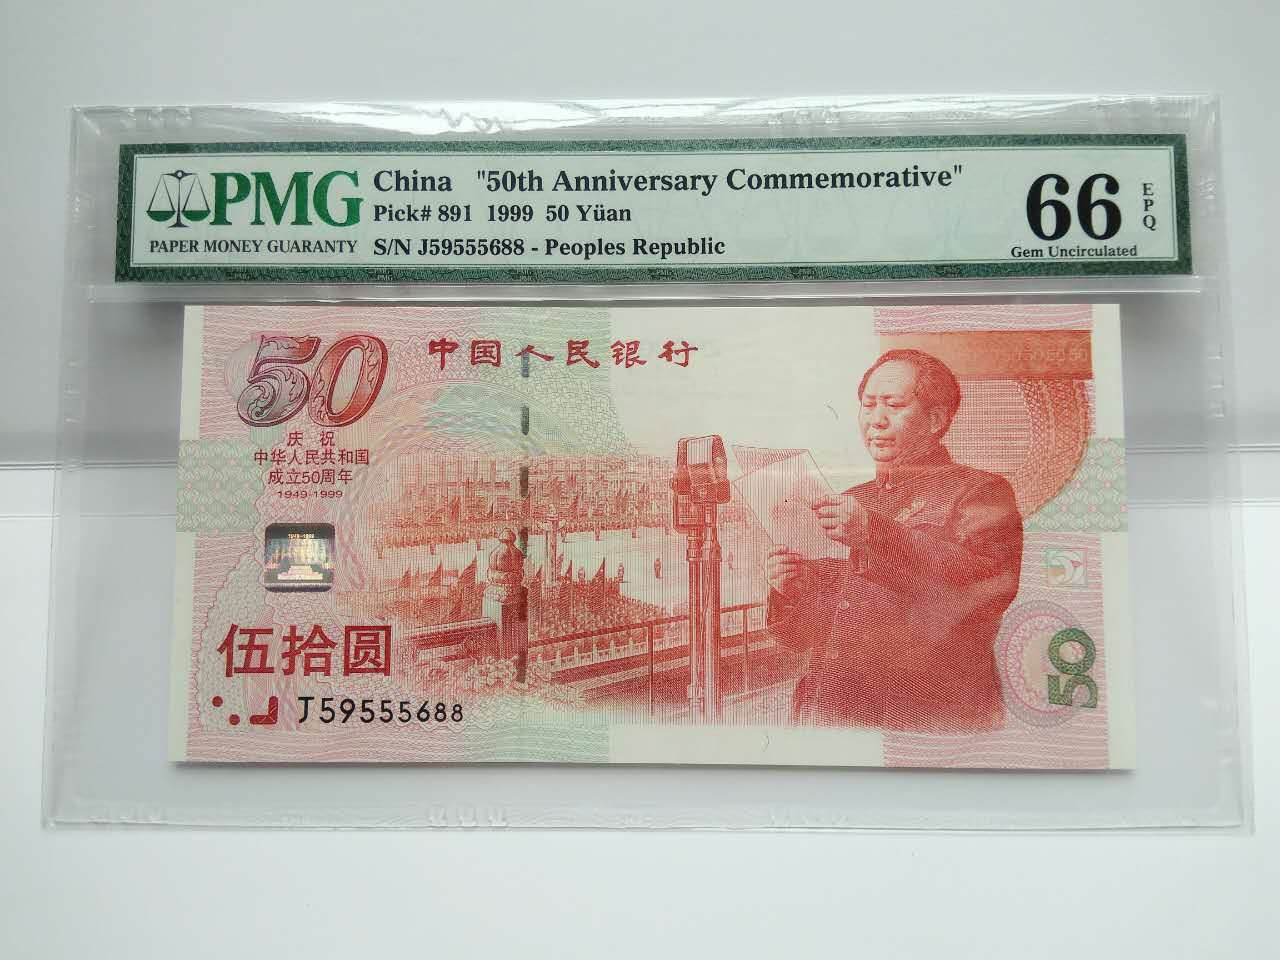 PMG
PAPER MONEY GUARANTY
China "50th Anniversary Commemorative"
Pick# 891 1999 50 Yüan
S/N J59555688 - Peoples Republic
66
EPQ
Gem Uncirculated
50
中国人民银行
庆祝
中华人民共和国
成立50周年
1949-1999
1949-1999
伍拾圆
J59555688
50